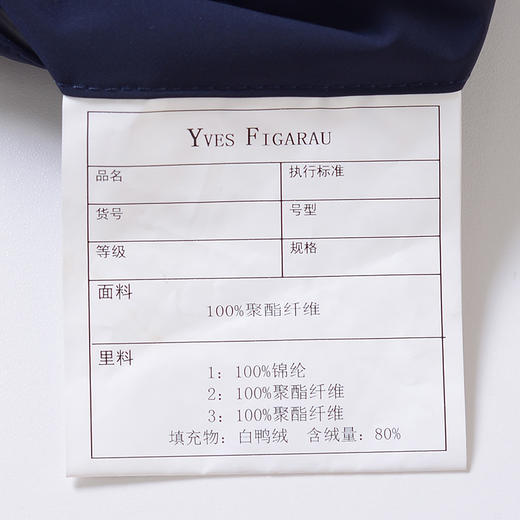 YVES FIGARAU
品名 执行标准
货号 号型
等级 规格
面料
100%聚酯纤维
里料
1: 100%锦纶
2: 100%聚酯纤维
3: 100%聚酯纤维
填充物: 白鸭绒 含绒量: 80%